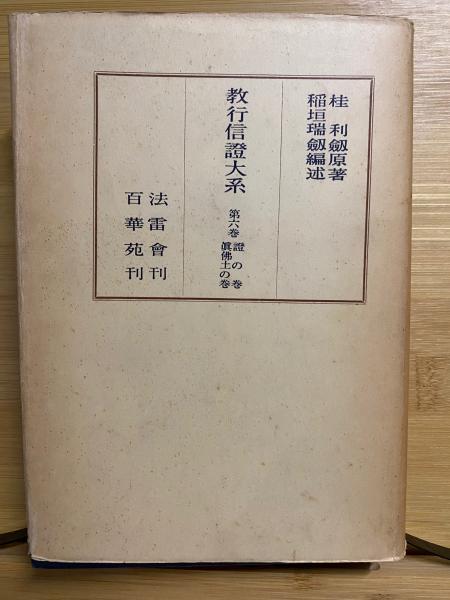 桂利劔原著
稲垣瑞劔編述
教行信證大系
第六巻
證の巻
眞佛土の巻
法雷會刊
百華苑刊